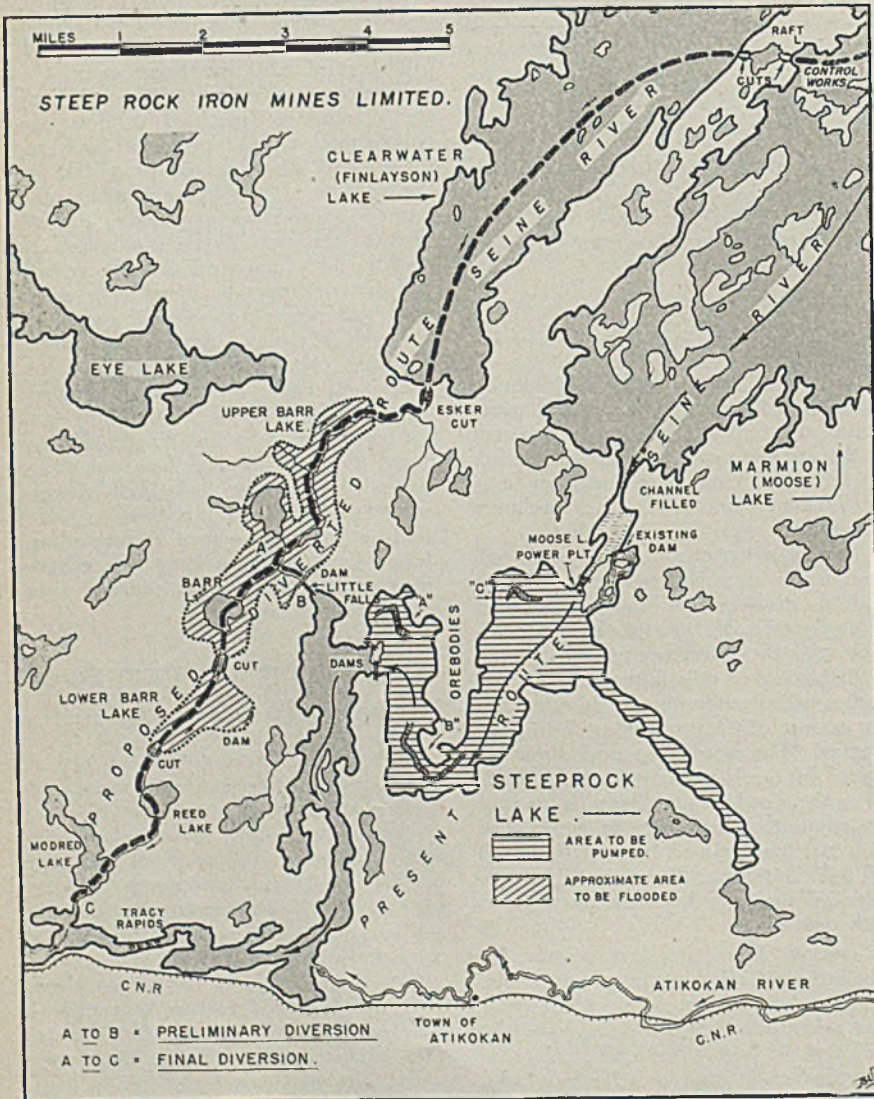 MILES 1 2 3 4 5
STEEP ROCK IRON MINES LIMITED.
RAFT
CUTS
CONTROL
WORKS
CLEARWATER
(FINLAYSON)
LAKE
ROUTE SEINE RIVER
SEINE RIVER
EYE LAKE
UPPER BARR
LAKE
ESKER
CUT
MARMION
(MOOSE)
LAKE
CHANNEL
FILLED
MOOSE L.
POWER PLT.
EXISTING
DAM
PROPOSED DIVERTED
A
BARR
L.
DAM
LITTLE
FALLS
B
"A"
"C"
OREBODIES
DAMS
CUT
LOWER BARR
LAKE
DAM
CUT
"B"
PRESENT ROUTE
STEEPROCK
LAKE.
AREA TO BE
PUMPED.
APPROXIMATE AREA
TO BE FLOODED
REED LAKE
MODRED
LAKE
C
TRACY
RAPIDS
C.N.R
ATIKOKAN RIVER
TOWN OF
ATIKOKAN
C.N.R.
A TO B = PRELIMINARY DIVERSION
A TO C = FINAL DIVERSION.